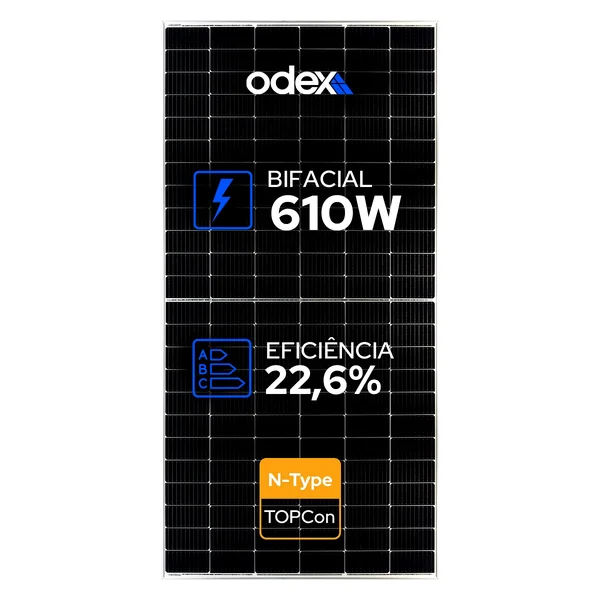 odex
BIFACIAL
610W
A
B
C
EFICIÊNCIA
22,6%
N-Type
TOPCon